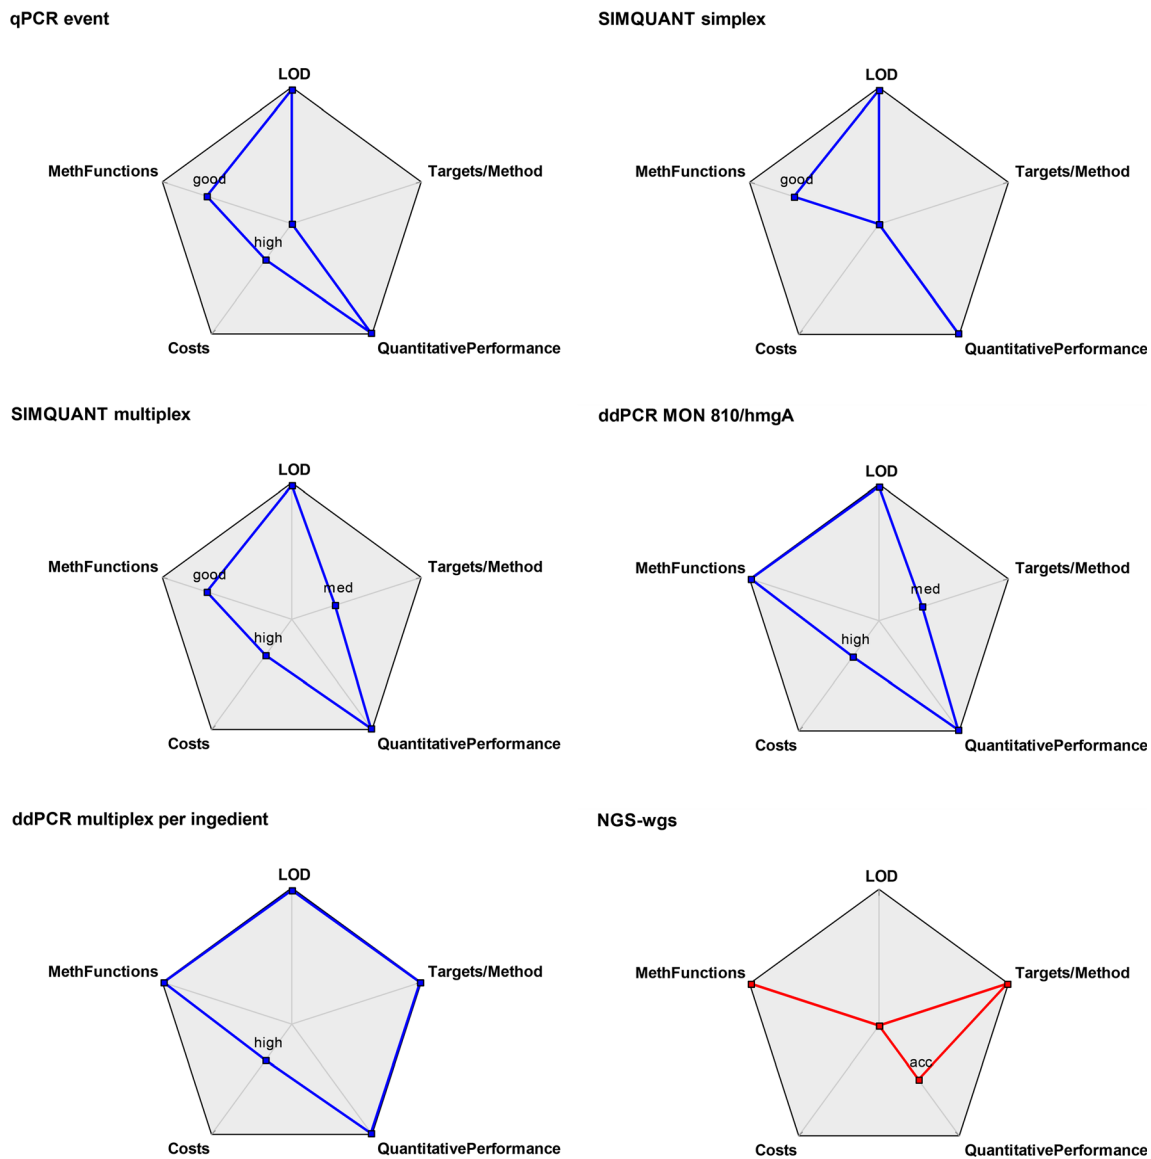 qPCR event
SIMQUANT simplex
LOD
LOD
MethFunctions
good
Targets/Method
MethFunctions
good
Targets/Method
high
Costs
QuantitativePerformance
Costs
QuantitativePerformance
SIMQUANT multiplex
ddPCR MON 810/hmgA
LOD
LOD
MethFunctions
good
Targets/Method
med
MethFunctions
Targets/Method
med
high
high
Costs
QuantitativePerformance
Costs
QuantitativePerformance
ddPCR multiplex per ingedient
NGS-wgs
LOD
LOD
MethFunctions
Targets/Method
MethFunctions
Targets/Method
high
acc
Costs
QuantitativePerformance
Costs
QuantitativePerformance